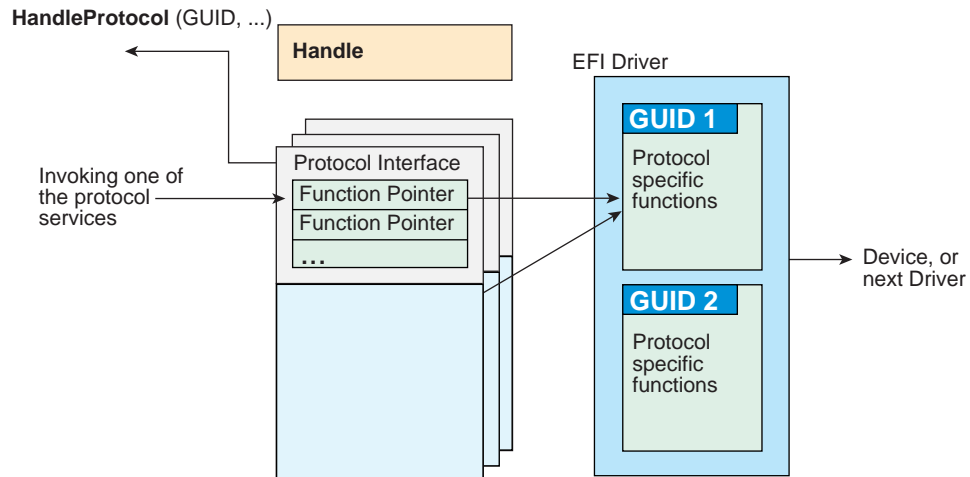 HandleProtocol (GUID, ...)
Handle
EFI Driver
GUID 1
Protocol
specific
functions
Protocol Interface
Function Pointer
Function Pointer
...
Invoking one of
the protocol
services
Device, or
next Driver
GUID 2
Protocol
specific
functions